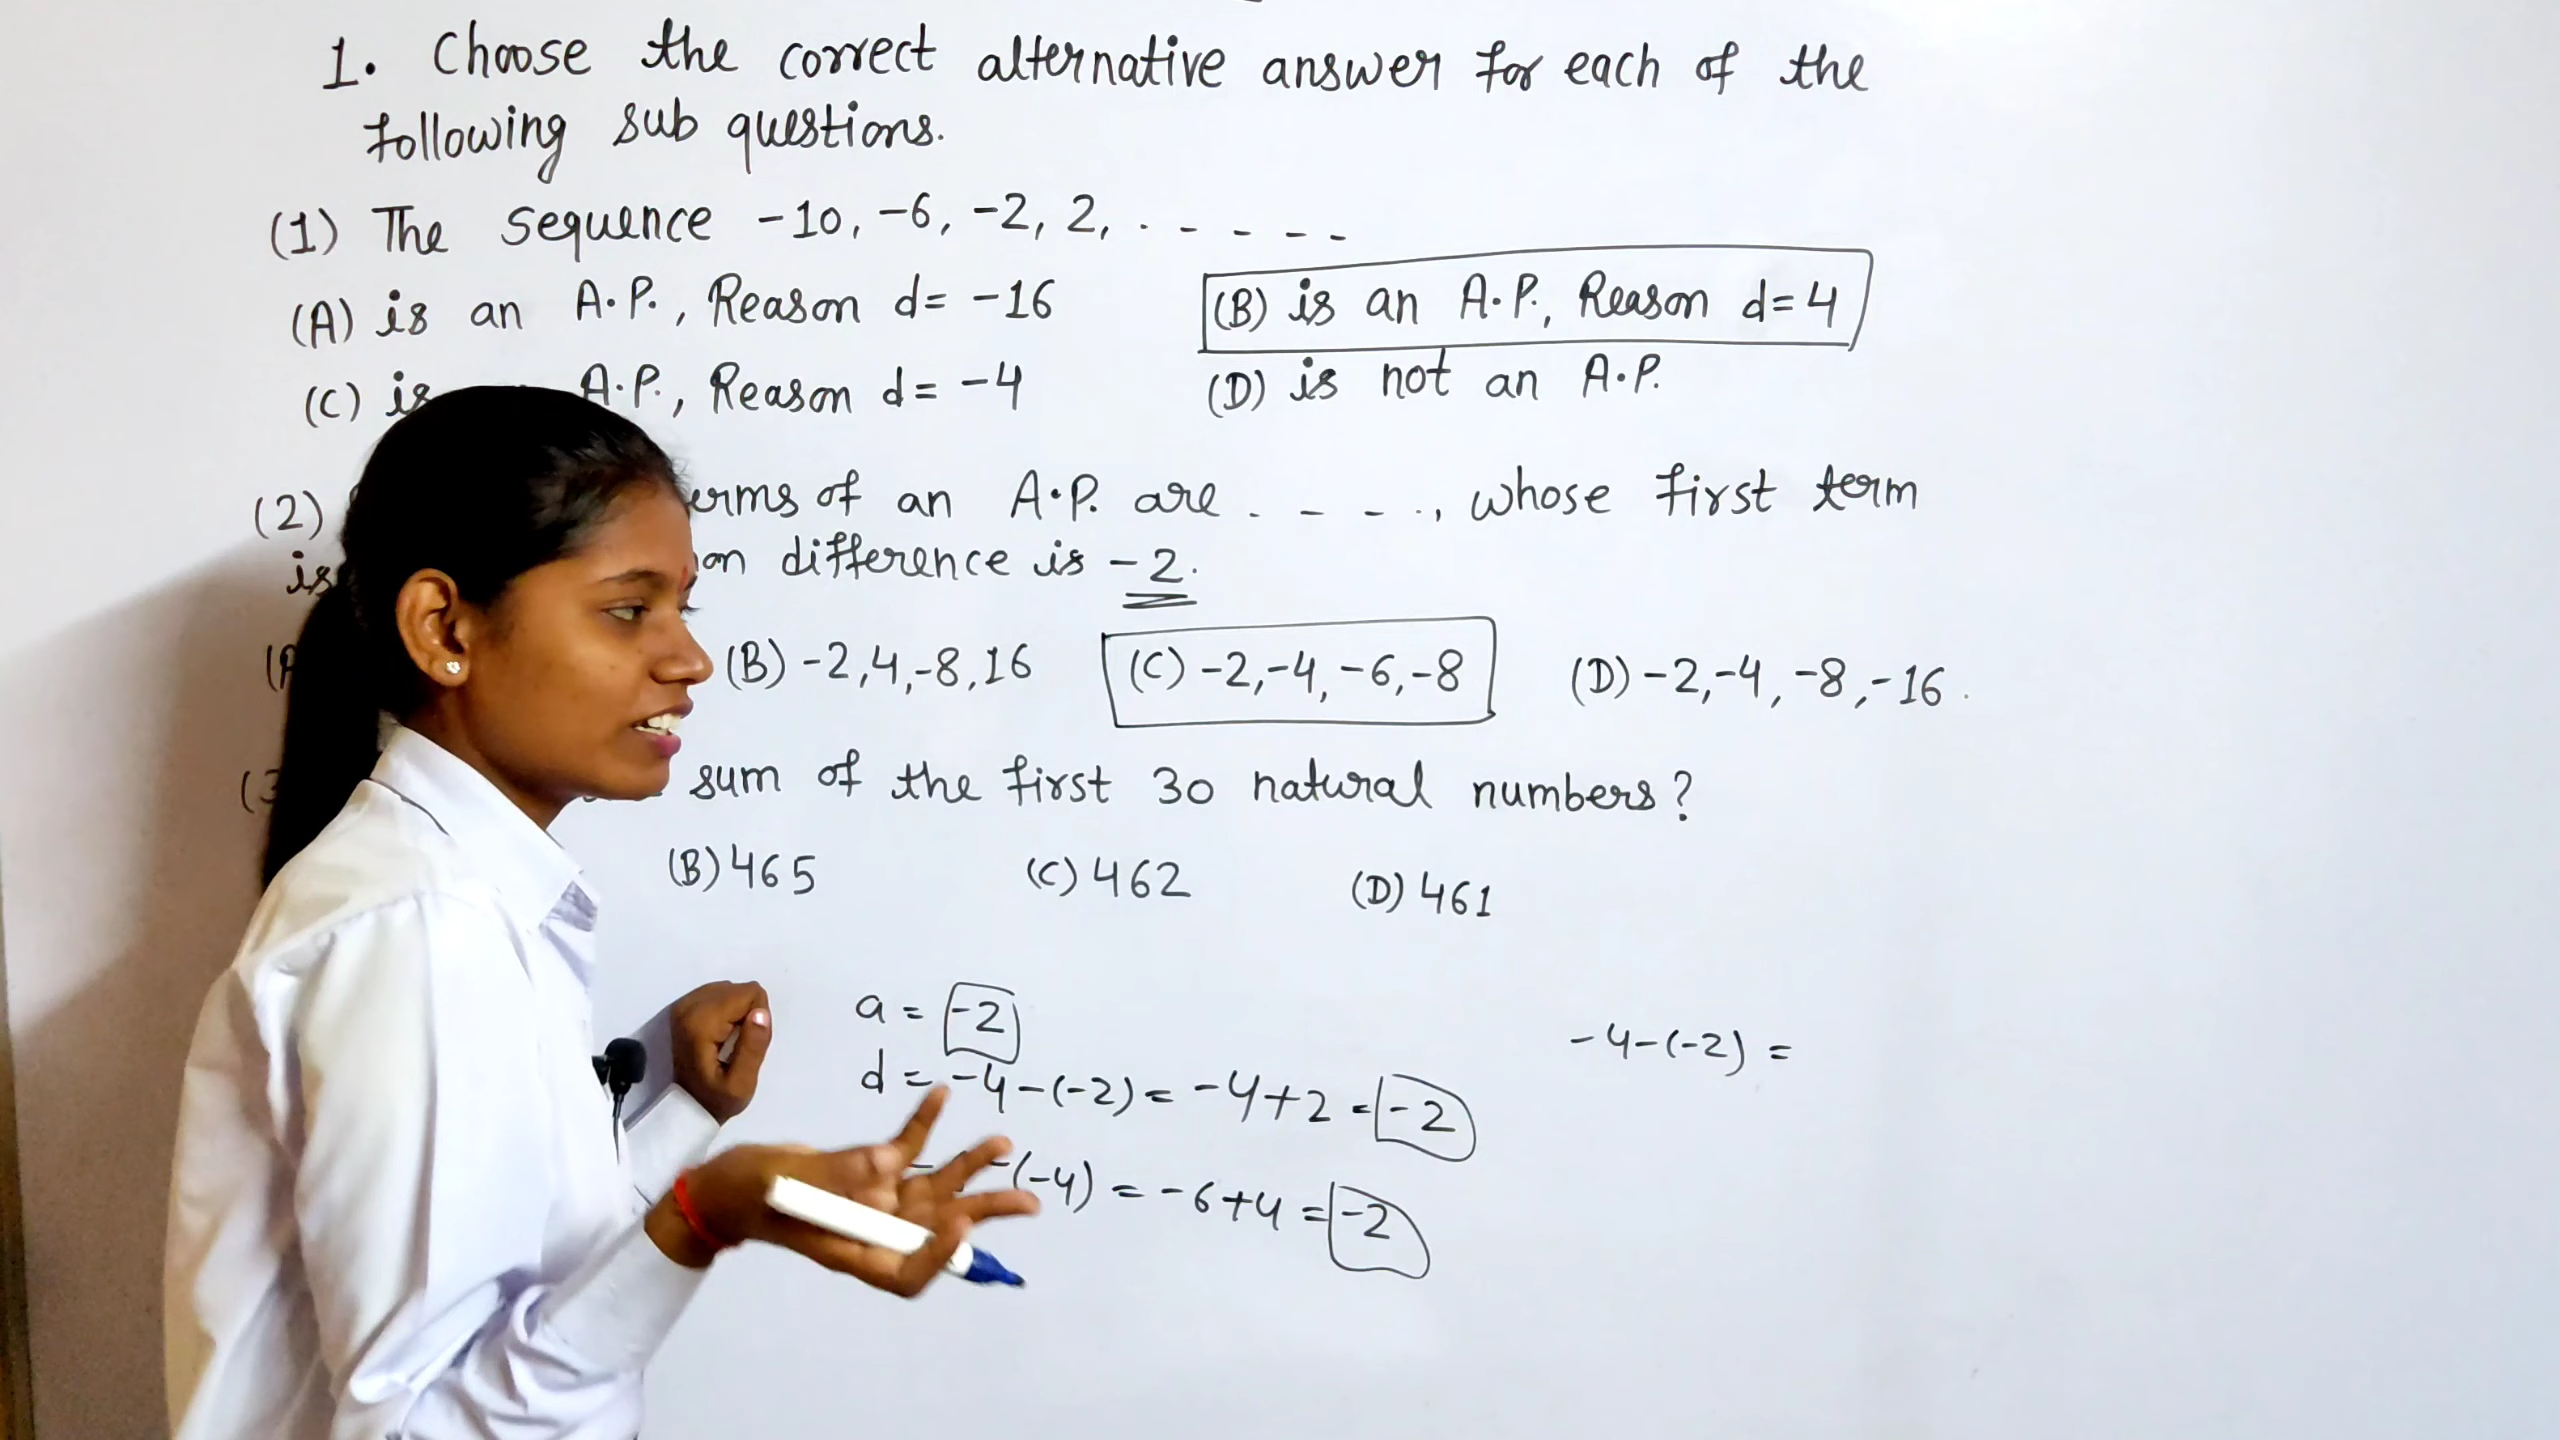 1. Choose the correct alternative answer for each of the
following sub questions.
(1) The sequence -10, -6, -2, 2, . - - - -
(A) is an A.P., Reason d= -16 (B) is an A.P., Reason d=4
(C) is A.P., Reason d= -4 (D) is not an A.P.
(2) of an A.P. are . - - - ., whose first term
is difference is -2.
(B) -2,4,-8,16 (C) -2,-4,-6,-8 (D) -2,-4,-8,-16.
sum of the first 30 natural numbers?
(B) 465 (C) 462 (D) 461
a = -2
d = -4-(-2) = -4+2 = -2
-(-4) = -6+4 = -2
-4-(-2) =